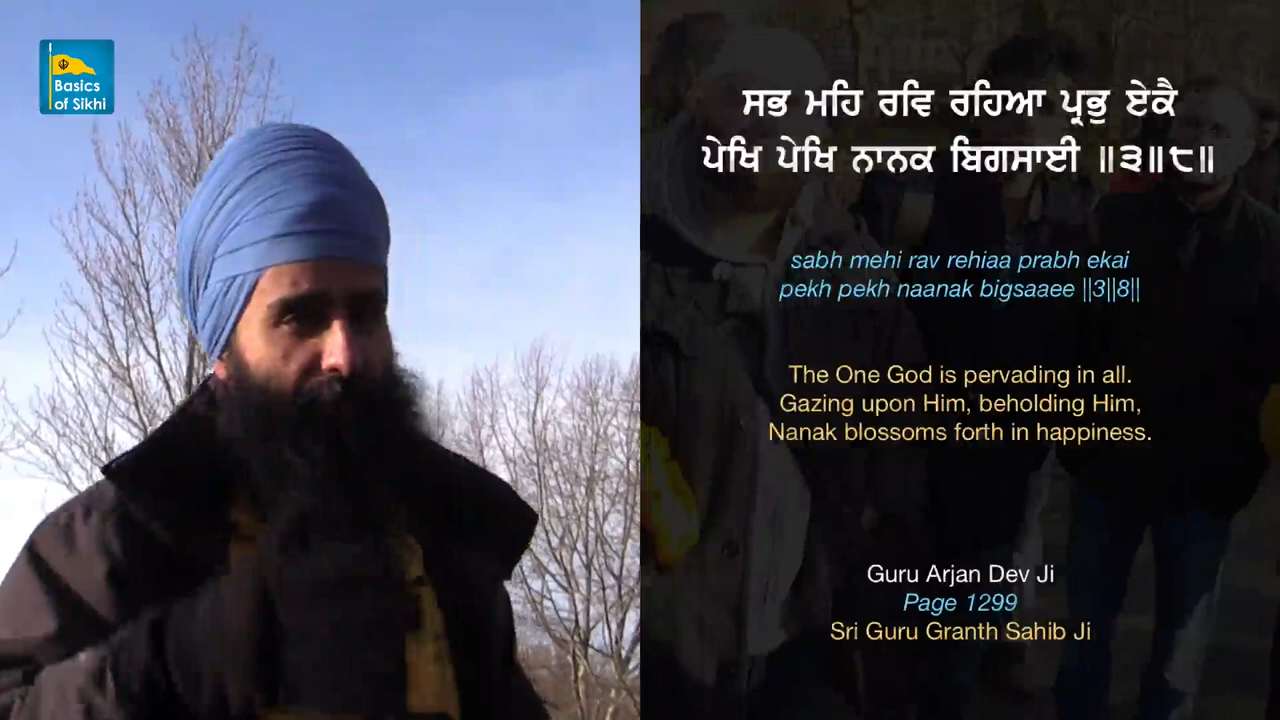 Basics
of Sikhi
ਸਭ ਮਹਿ ਰਵਿ ਰਹਿਆ ਪ੍ਰਭੁ ਏਕੈ
ਪੇਖਿ ਪੇਖਿ ਨਾਨਕ ਬਿਗਸਾਈ ॥੩॥੮॥
sabh mehi rav rehiaa prabh ekai
pekh pekh naanak bigsaaee ||3||8||
The One God is pervading in all.
Gazing upon Him, beholding Him,
Nanak blossoms forth in happiness.
Guru Arjan Dev Ji
Page 1299
Sri Guru Granth Sahib Ji